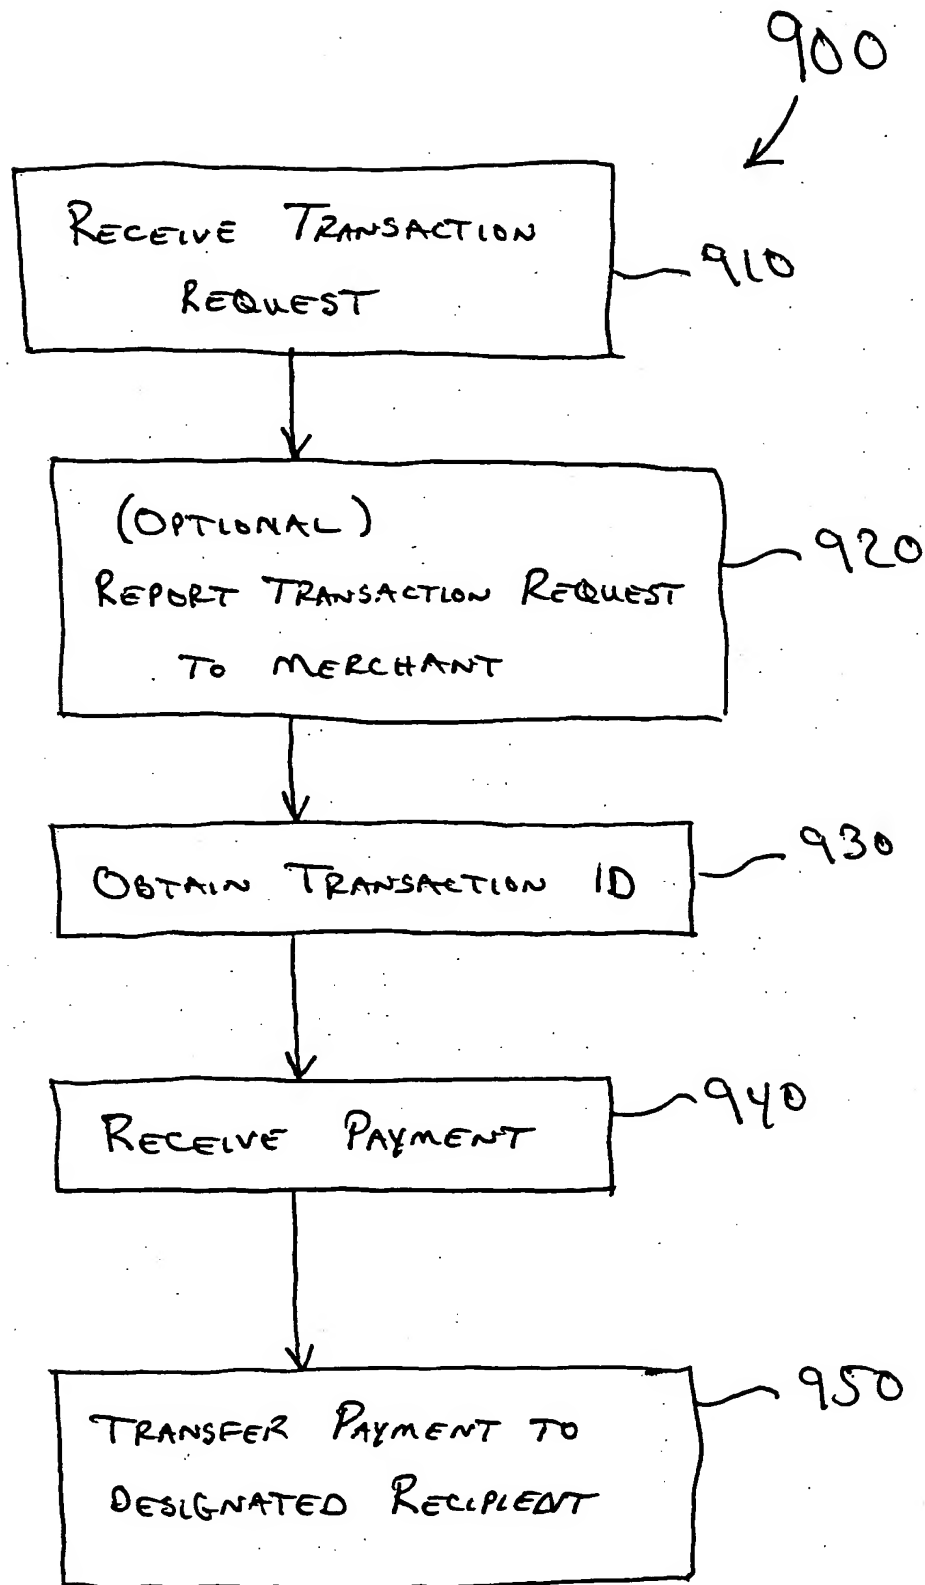 900
RECEIVE TRANSACTION
REQUEST
910
(OPTIONAL)
REPORT TRANSACTION REQUEST
TO MERCHANT
920
OBTAIN TRANSACTION ID
930
RECEIVE PAYMENT
940
TRANSFER PAYMENT TO
DESIGNATED RECIPIENT
950